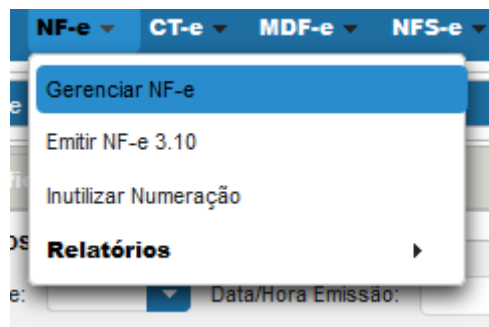 NF-e CT-e MDF-e NFS-e
Gerenciar NF-e
Emitir NF-e 3.10
Inutilizar Numeração
Relatórios
Data/Hora Emissão: